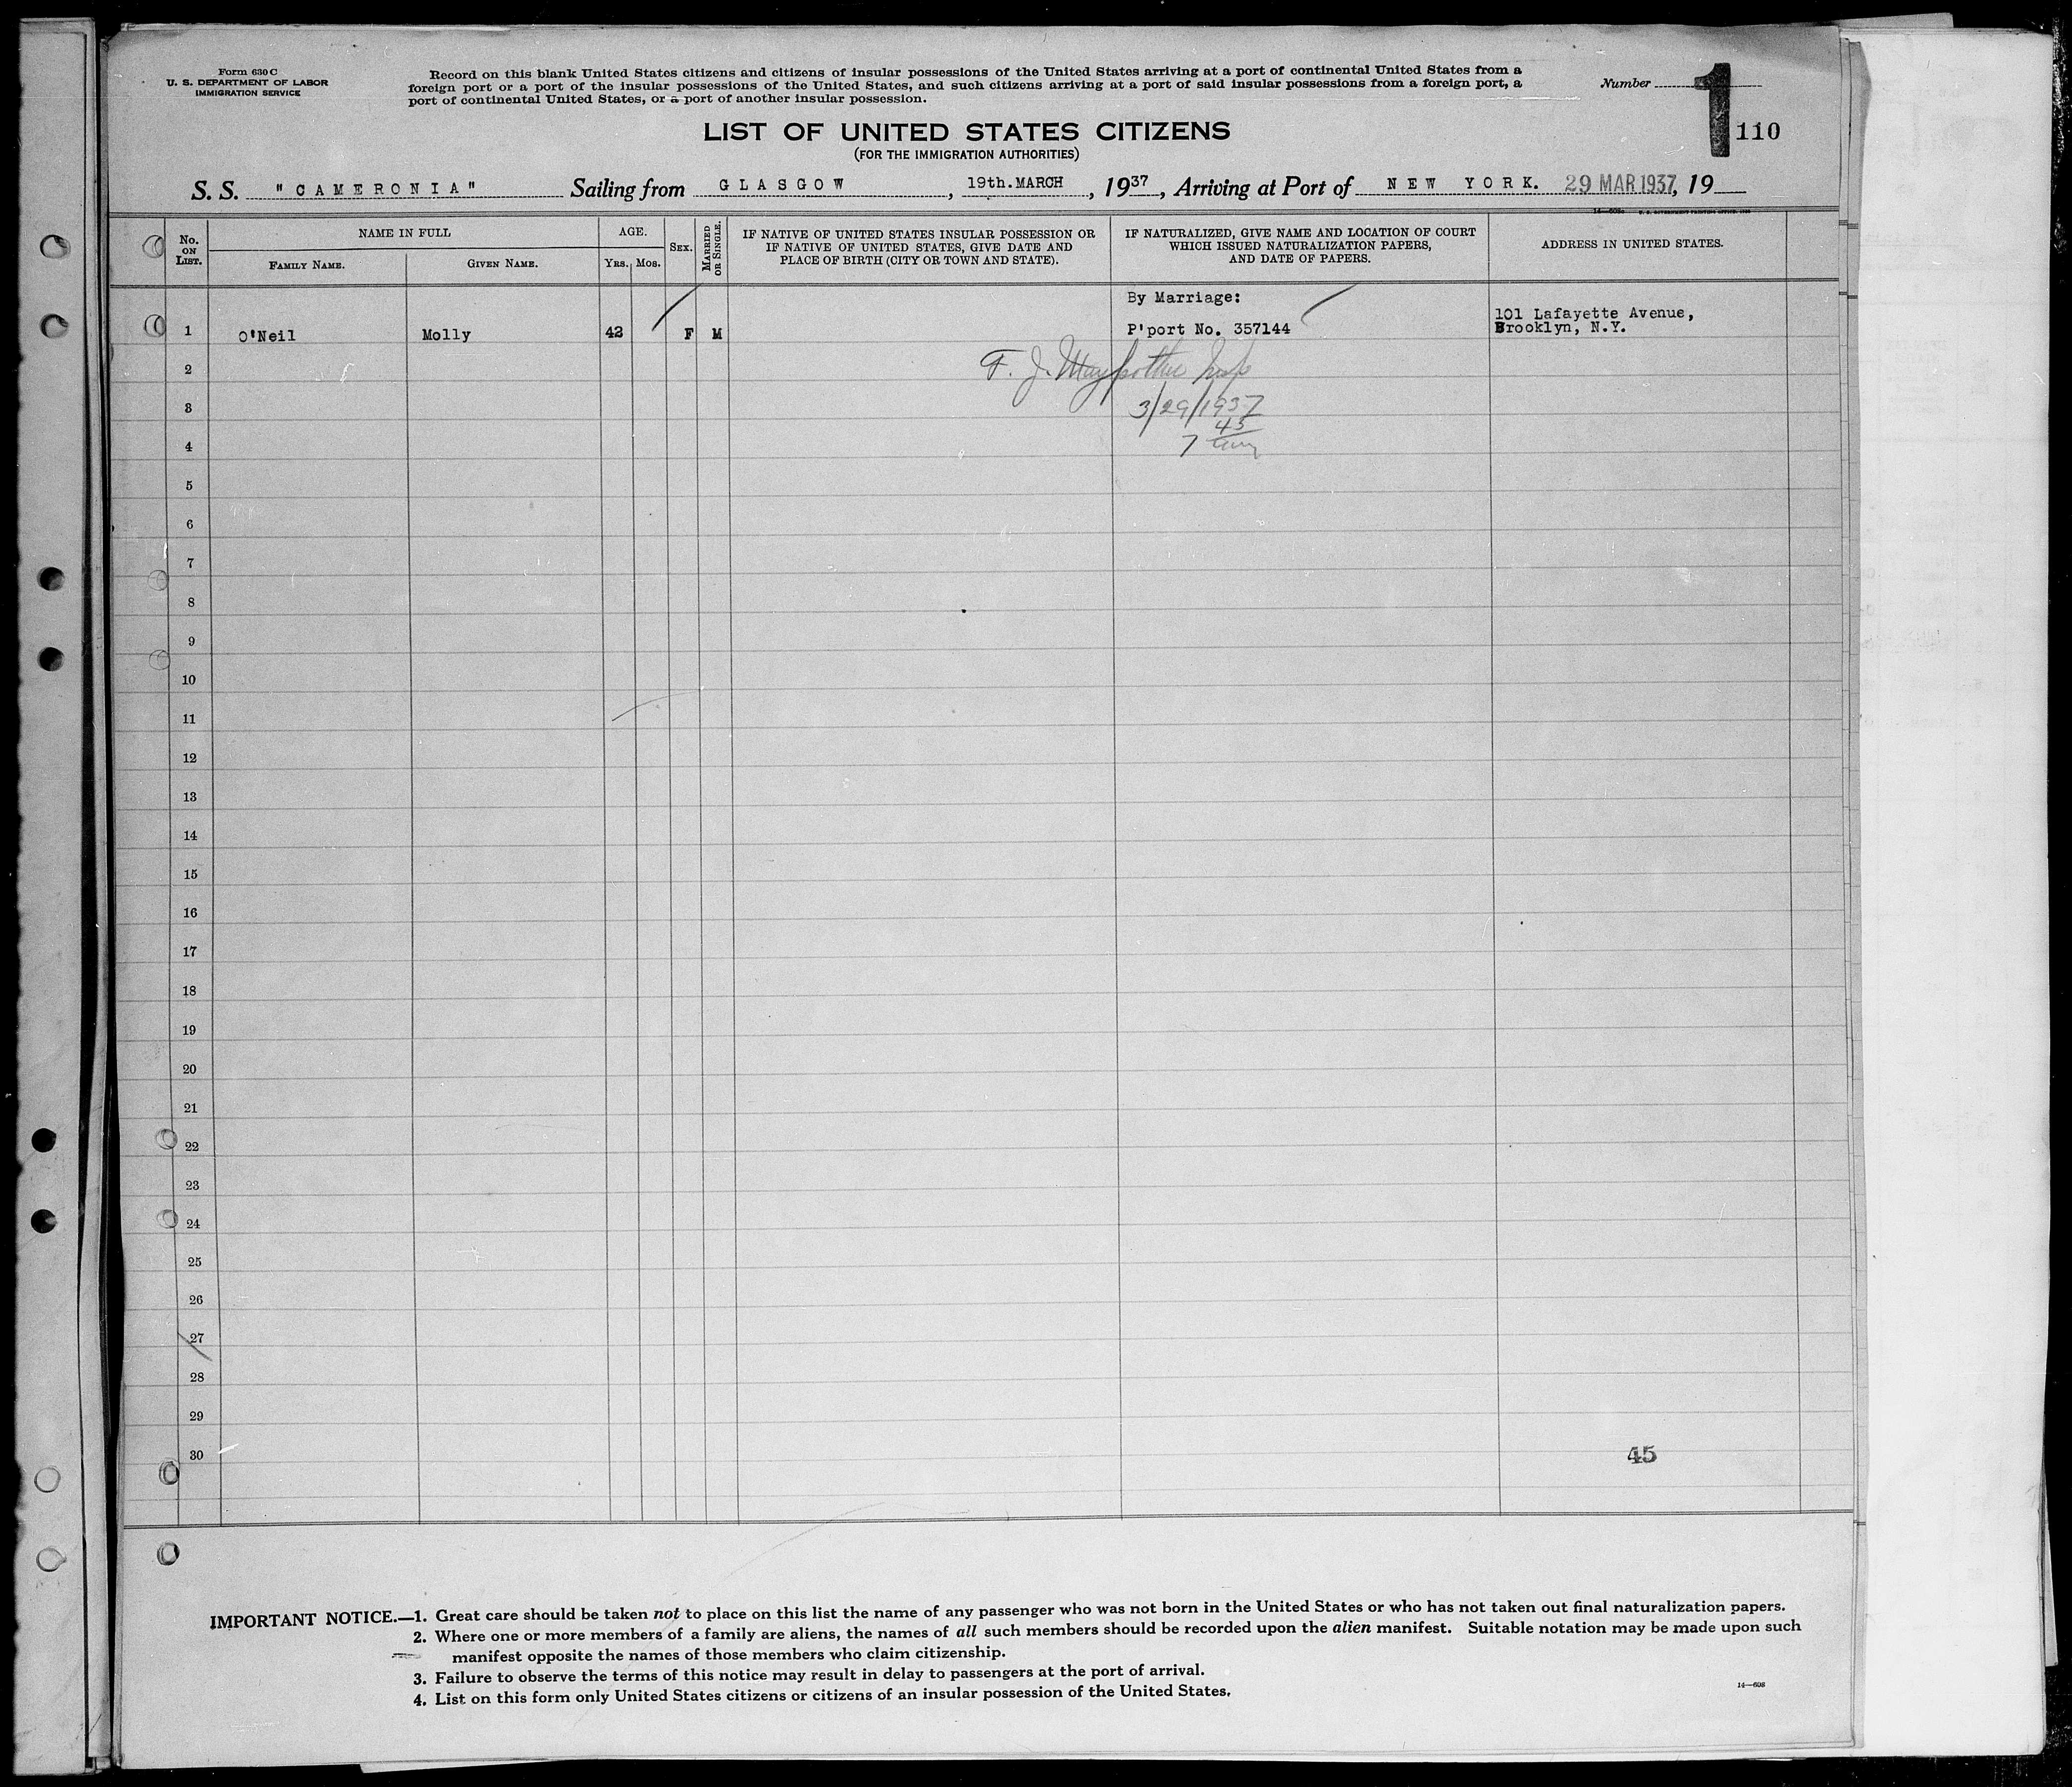 Form 630 C
U. S. DEPARTMENT OF LABOR
IMMIGRATION SERVICE
Record on this blank United States citizens and citizens of insular possessions of the United States arriving at a port of continental United States from a
foreign port or a port of the insular possessions of the United States, and such citizens arriving at a port of said insular possessions from a foreign port, a
port of continental United States, or a port of another insular possession.
Number 1
110
LIST OF UNITED STATES CITIZENS
(FOR THE IMMIGRATION AUTHORITIES)
S. S. "CAMERONIA" Sailing from GLASGOW, 19th.MARCH, 1937, Arriving at Port of NEW YORK. 29 MAR 1937, 19
No. ON LIST.
NAME IN FULL
FAMILY NAME. GIVEN NAME.
AGE.
YRS. MOS.
SEX.
MARRIED OR SINGLE.
IF NATIVE OF UNITED STATES INSULAR POSSESSION OR
IF NATIVE OF UNITED STATES, GIVE DATE AND
PLACE OF BIRTH (CITY OR TOWN AND STATE).
IF NATURALIZED, GIVE NAME AND LOCATION OF COURT
WHICH ISSUED NATURALIZATION PAPERS,
AND DATE OF PAPERS.
ADDRESS IN UNITED STATES.
By Marriage:
101 Lafayette Avenue,
1 O'Neil Molly 42 F M P'port No. 357144 Brooklyn, N.Y.
2 F. J.
3 3/29/1937
45
4 7
5
6
7
8
9
10
11
12
13
14
15
16
17
18
19
20
21
22
23
24
25
26
27
28
29
30 45
IMPORTANT NOTICE.—1. Great care should be taken not to place on this list the name of any passenger who was not born in the United States or who has not taken out final naturalization papers.
2. Where one or more members of a family are aliens, the names of all such members should be recorded upon the alien manifest. Suitable notation may be made upon such
manifest opposite the names of those members who claim citizenship.
3. Failure to observe the terms of this notice may result in delay to passengers at the port of arrival.
4. List on this form only United States citizens or citizens of an insular possession of the United States.
14—608